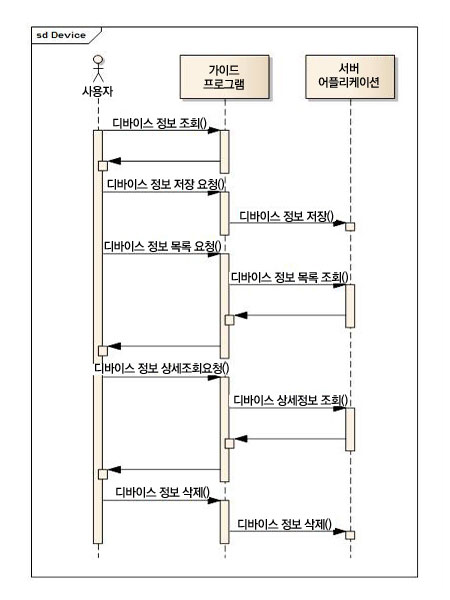 sd Device
사용자
가이드
프로그램
서버
어플리케이션
디바이스 정보 조회()
디바이스 정보 저장 요청()
디바이스 정보 저장()
디바이스 정보 목록 요청()
디바이스 정보 목록 조회()
디바이스 정보 상세조회요청()
디바이스 상세정보 조회()
디바이스 정보 삭제()
디바이스 정보 삭제()